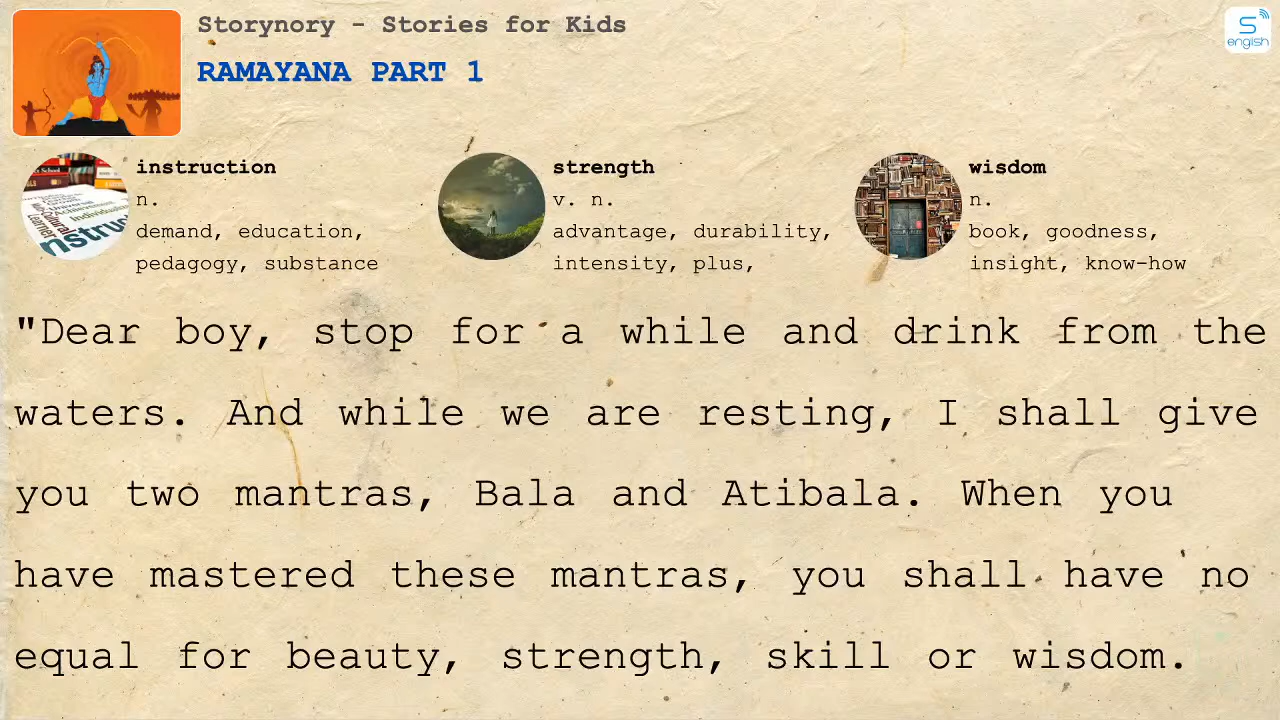 Storynory - Stories for Kids
RAMAYANA PART 1
S
english
instruction
n.
demand, education,
pedagogy, substance
strength
v. n.
advantage, durability,
intensity, plus,
wisdom
n.
book, goodness,
insight, know-how
"Dear boy, stop for a while and drink from the
waters. And while we are resting, I shall give
you two mantras, Bala and Atibala. When you
have mastered these mantras, you shall have no
equal for beauty, strength, skill or wisdom.